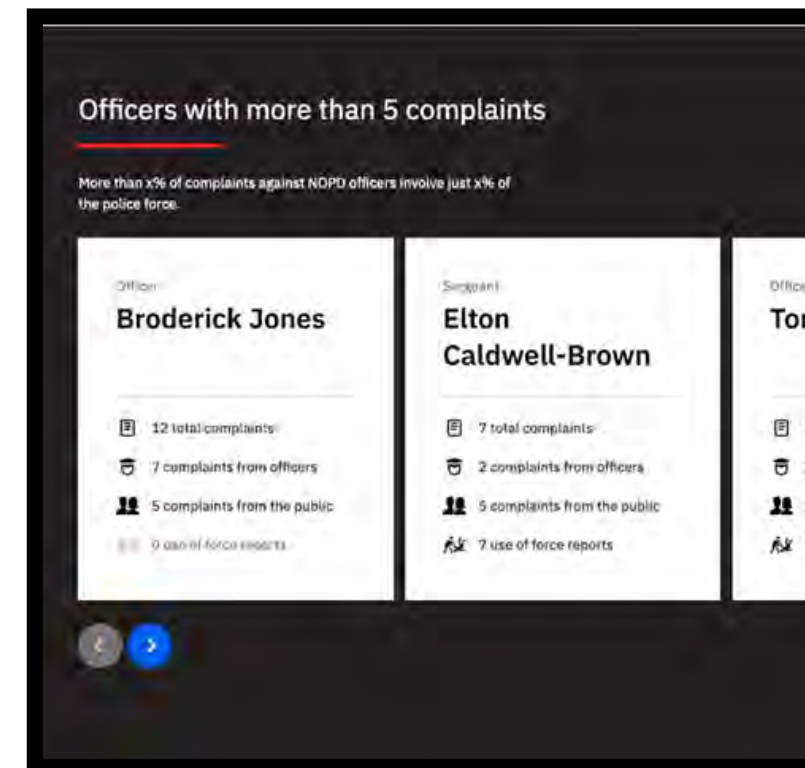 Officers with more than 5 complaints
More than x% of complaints against NOPD officers involve just x% of
the police force.
Officer
Broderick Jones
12 total complaints
7 complaints from officers
5 complaints from the public
0 use of force reports
Sergeant
Elton
Caldwell-Brown
7 total complaints
2 complaints from officers
5 complaints from the public
7 use of force reports
Office